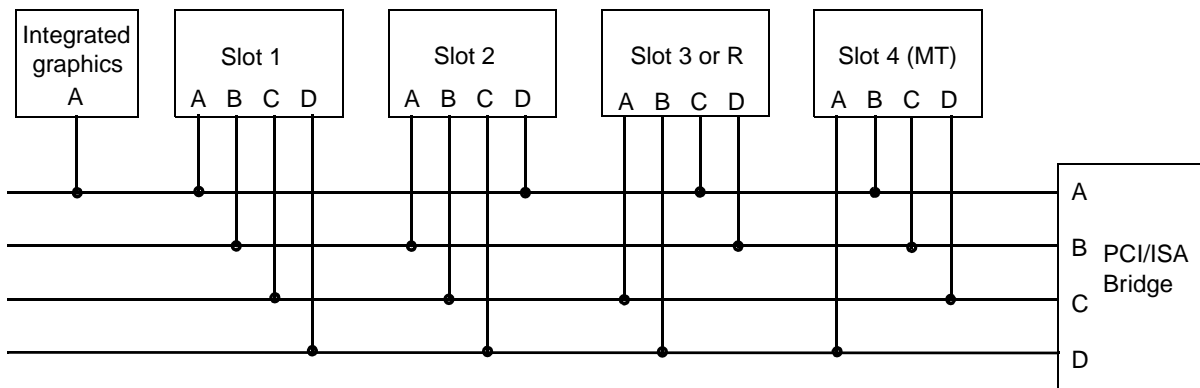 Integrated
graphics
A
Slot 1
A B C D
Slot 2
A B C D
Slot 3 or R
A B C D
Slot 4 (MT)
A B C D
A
B
C
D
PCI/ISA
Bridge